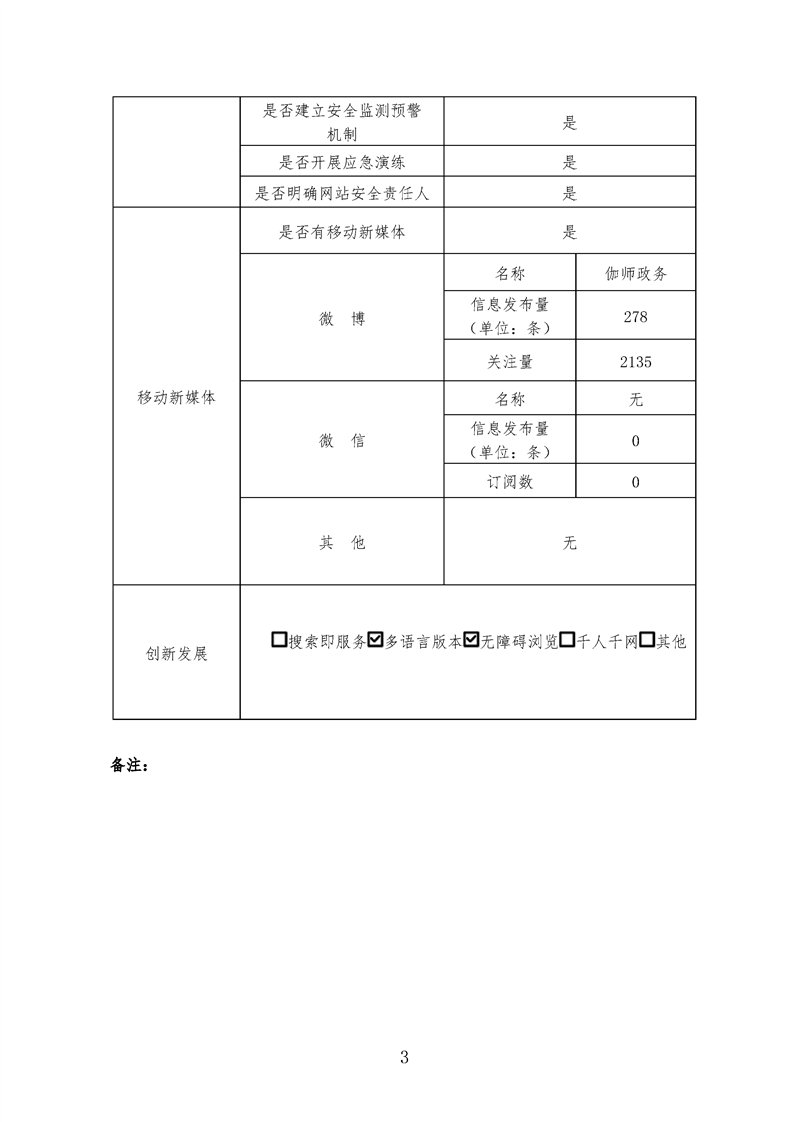 是否建立安全监测预警
机制
是
是否开展应急演练
是
是否明确网站安全责任人
是
移动新媒体
是否有移动新媒体
是
微 博
名称
伽师政务
信息发布量
（单位：条）
278
关注量
2135
微 信
名称
无
信息发布量
（单位：条）
0
订阅数
0
其 他
无
创新发展
☐搜索即服务☑多语言版本☑无障碍浏览☐千人千网☐其他
备注：
3